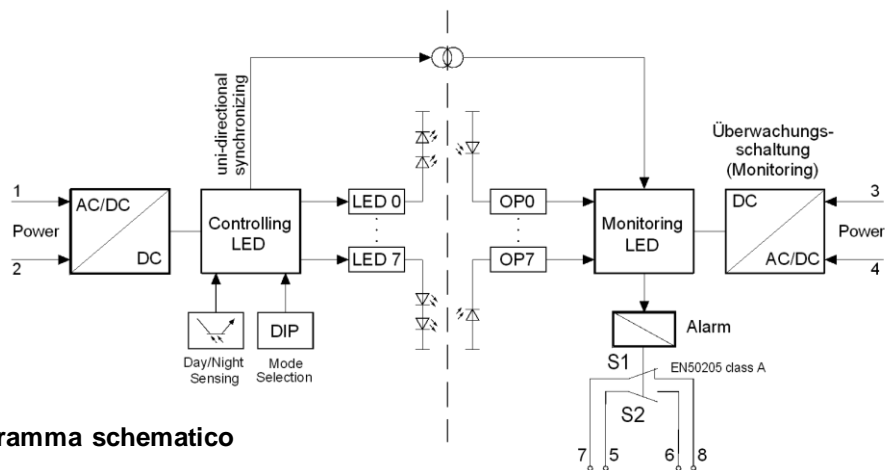 uni-directional
synchronizing
Überwachungs-
schaltung
(Monitoring)
1
AC/DC
DC
Power
2
Controlling
LED
LED 0
LED 7
OP0
OP7
Monitoring
LED
DC
AC/DC
3
Power
4
Day/Night
Sensing
DIP
Mode
Selection
Alarm
S1
EN50205 class A
S2
7 5 6 8
ramma schematico